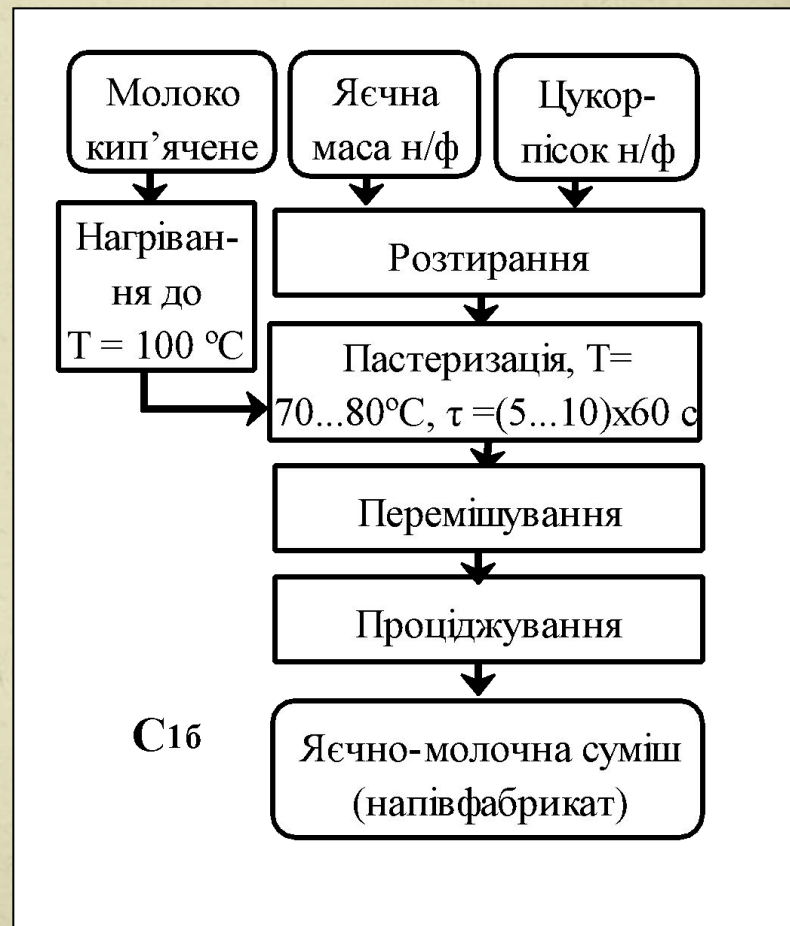 Молоко
кип’ячене
Яєчна
маса н/ф
Цукор-
пісок н/ф
Нагріван-
ня до
Т = 100 ºС
Розтирання
Пастеризація, Т=
70...80ºС, τ =(5...10)х60 с
Перемішування
Проціджування
С1б
Яєчно-молочна суміш
(напівфабрикат)